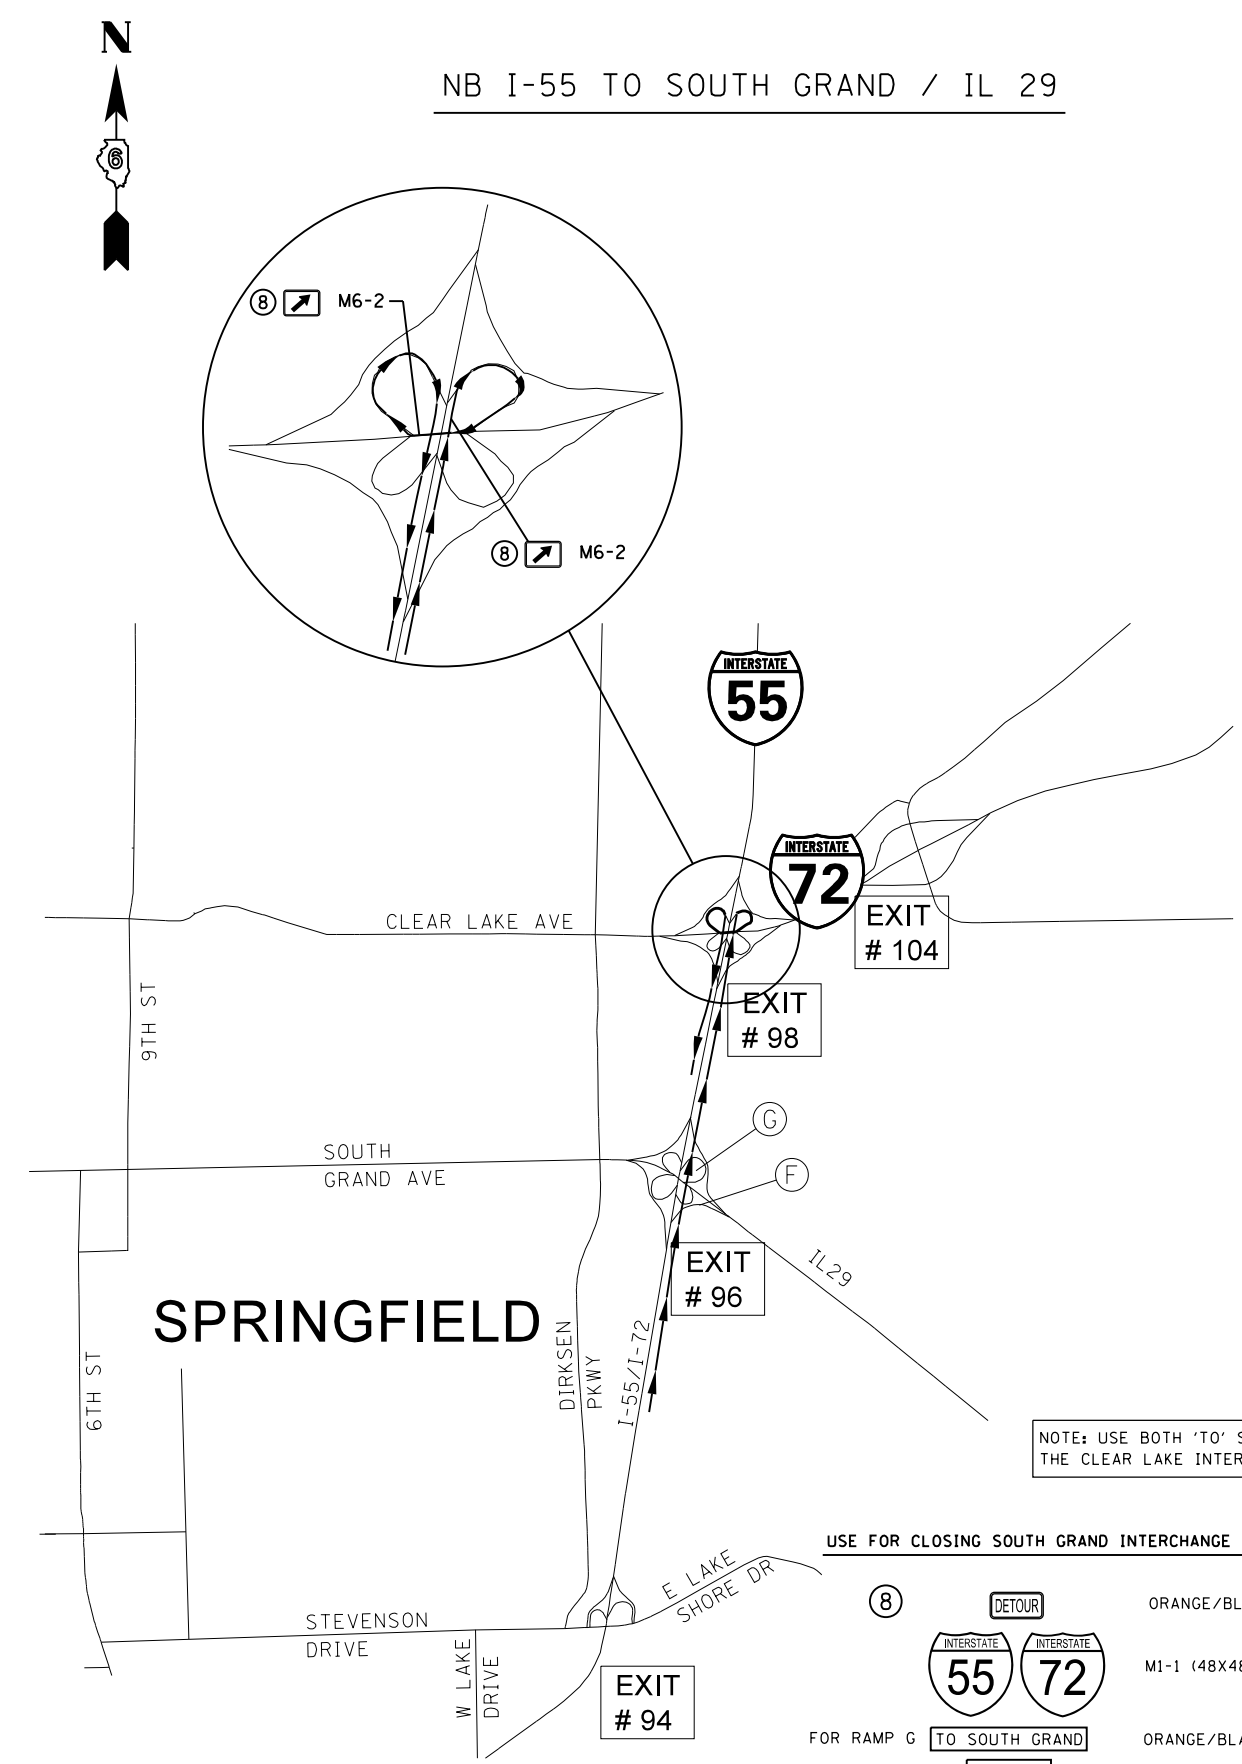 N
6
NB I-55 TO SOUTH GRAND / IL 29
8 M6-2
8 M6-2
INTERSTATE
55
INTERSTATE
72
EXIT
# 104
CLEAR LAKE AVE
EXIT
# 98
9TH ST
G
SOUTH
GRAND AVE
F
EXIT
# 96
IL29
SPRINGFIELD
DIRKSEN
PKWY
I-55/I-72
6TH ST
NOTE: USE BOTH 'TO' S
THE CLEAR LAKE INTER
USE FOR CLOSING SOUTH GRAND INTERCHANGE
E LAKE
SHORE DR
8 DETOUR ORANGE/BL
STEVENSON
DRIVE
W LAKE
DRIVE
INTERSTATE INTERSTATE
55 72 M1-1 (48X48
EXIT
# 94
FOR RAMP G TO SOUTH GRAND ORANGE/BLA